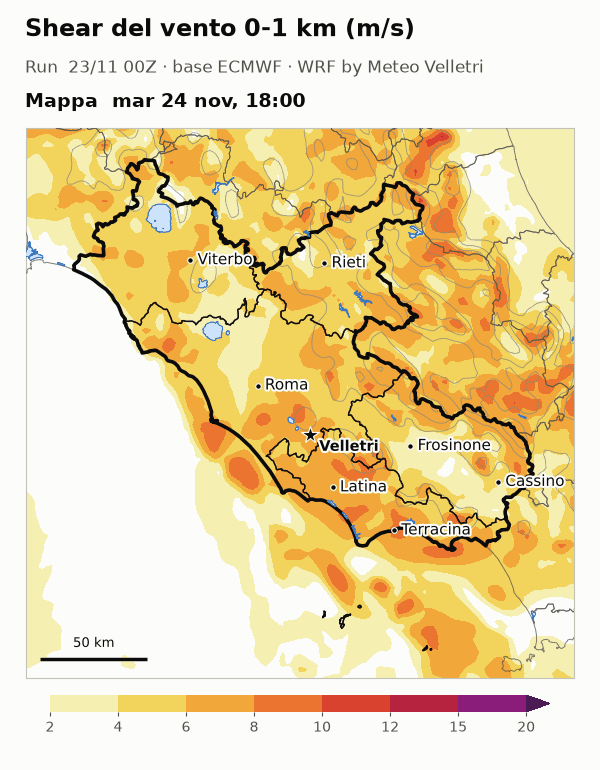 Shear del vento 0-1 km (m/s)
Run  23/11 00Z · base ECMWF · WRF by Meteo Velletri
Mappa  mar 24 nov, 18:00
Viterbo
Rieti
Roma
Velletri
Frosinone
Cassino
Latina
Terracina
50 km
2 4 6 8 10 12 15 20